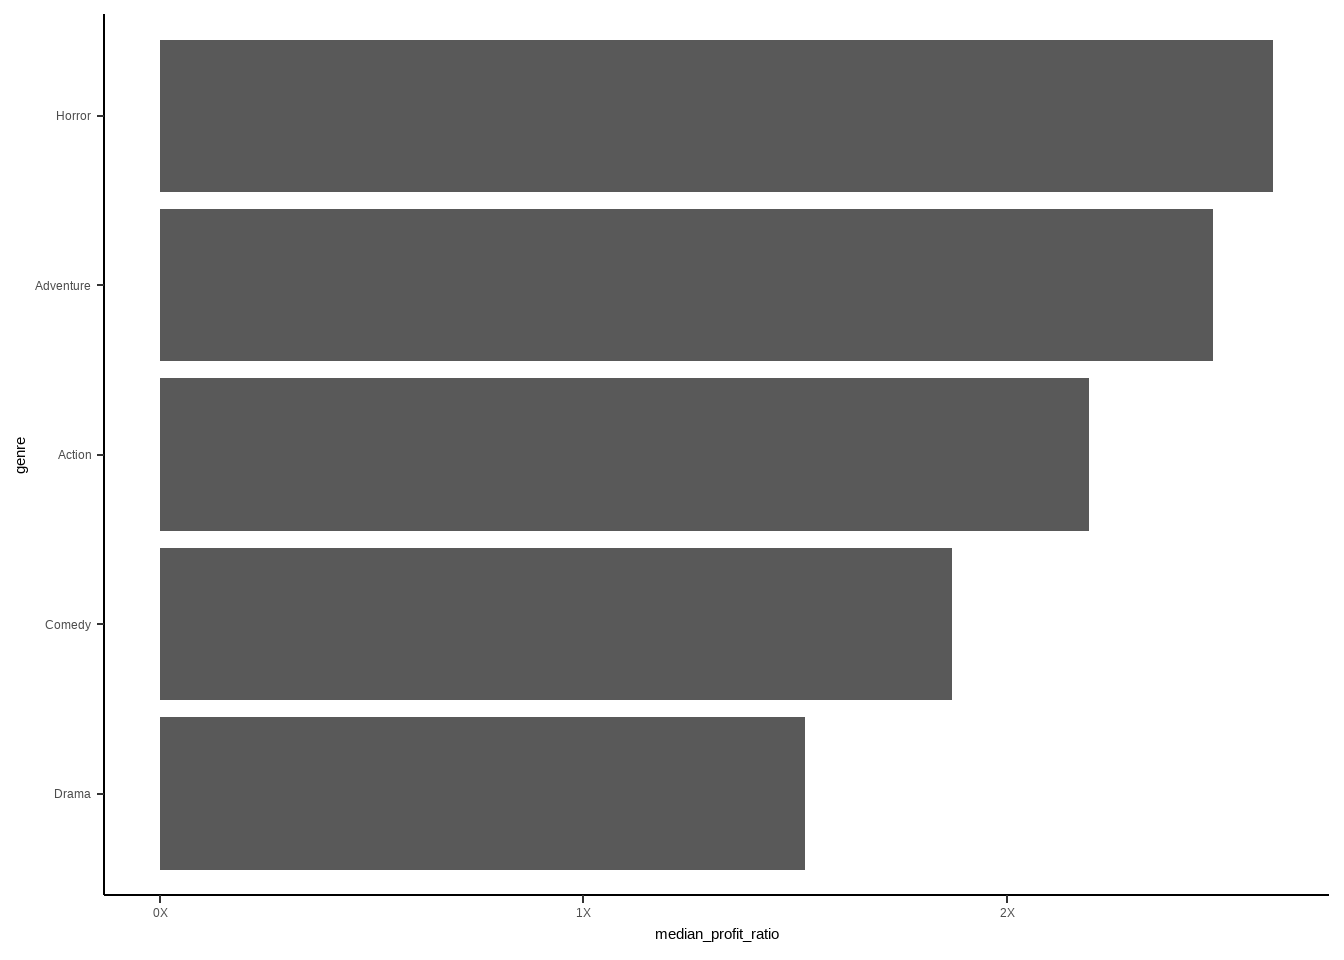 Horror
Adventure
Action
Comedy
Drama
genre
0X 1X 2X
median_profit_ratio